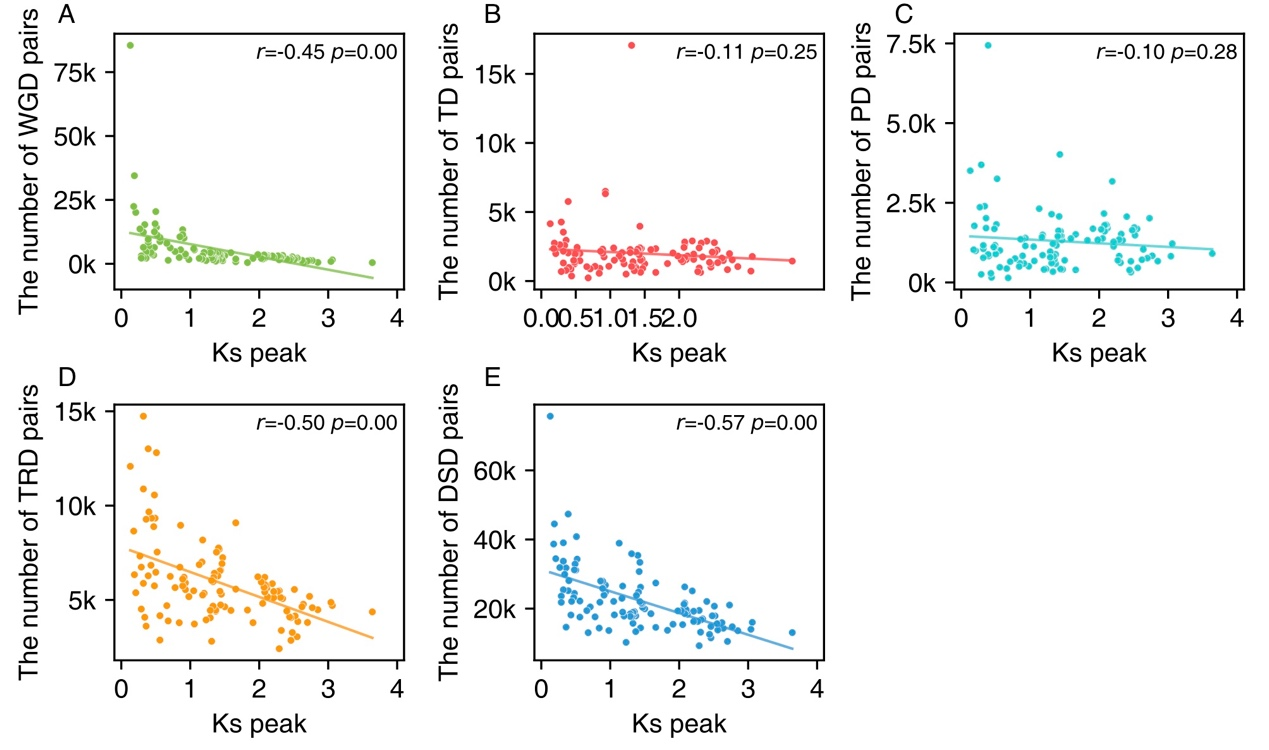 A
The number of WGD pairs
75k
50k
25k
0k
r=-0.45 p=0.00
0 1 2 3 4
Ks peak
B
The number of TD pairs
15k
10k
5k
0k
r=-0.11 p=0.25
0.00.51.01.52.0
Ks peak
C
The number of PD pairs
7.5k
5.0k
2.5k
0k
r=-0.10 p=0.28
0 1 2 3 4
Ks peak
D
The number of TRD pairs
15k
10k
5k
r=-0.50 p=0.00
0 1 2 3 4
Ks peak
E
The number of DSD pairs
60k
40k
20k
r=-0.57 p=0.00
0 1 2 3 4
Ks peak